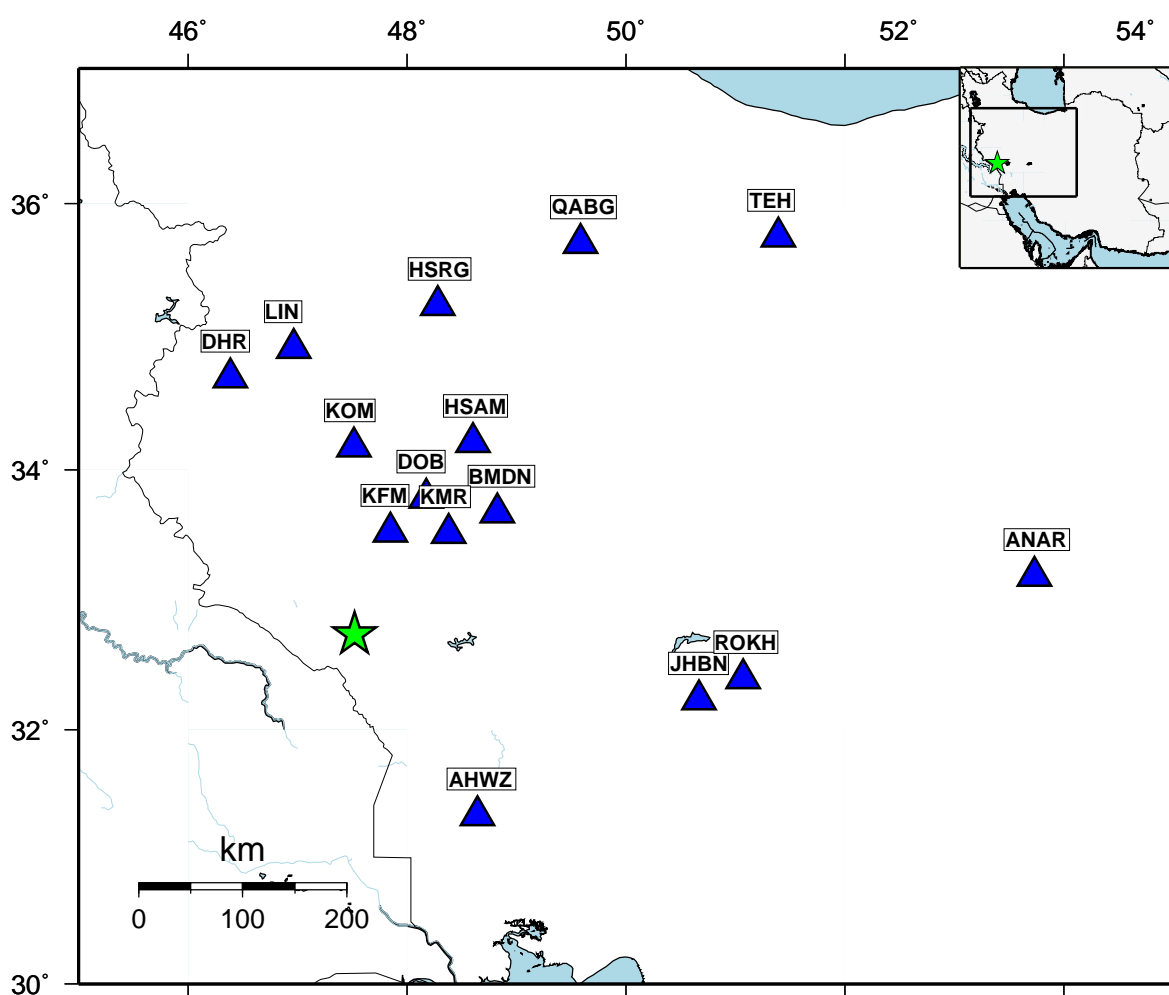 46˚ 48˚ 50˚ 52˚ 54˚
36˚
TEH
QABG
HSRG
LIN
DHR
KOM
HSAM
34˚
DOB
BMDN
KFM
KMR
ANAR
ROKH
JHBN
32˚
AHWZ
km
0 100 200
30˚